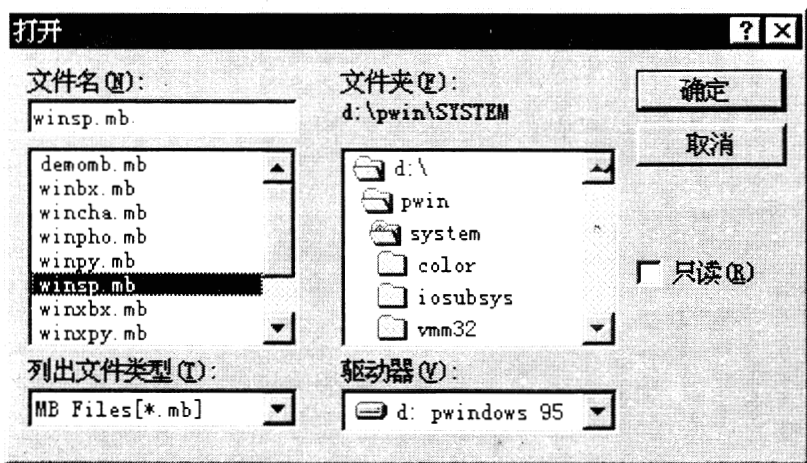 打开
文件名(N):
winsp.mb
demomb.mb
winbx.mb
wincha.mb
winpho.mb
winpy.mb
winsp.mb
winxbx.mb
winxpy.mb
列出文件类型(T):
MB Files[*.mb]
文件夹(F):
d:\pwin\SYSTEM
d:\
pwin
system
color
iosubsys
vmm32
驱动器(V):
d: pwindows 95
确定
取消
只读(R)